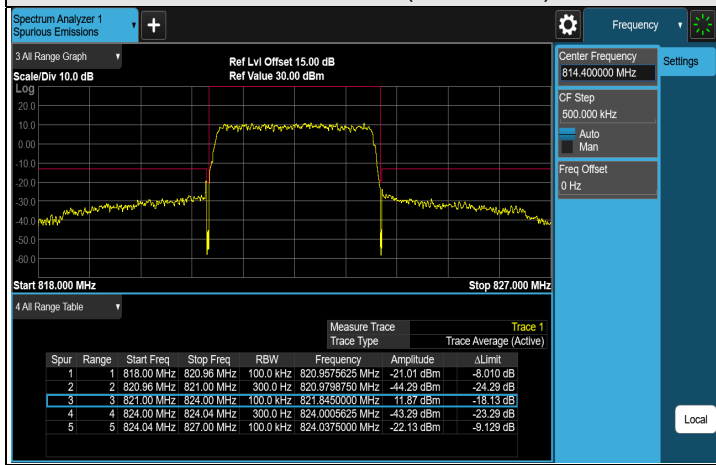 Spectrum Analyzer 1
Spurious Emissions
Frequency
3 All Range Graph
Ref Lvl Offset 15.00 dB
Scale/Div 10.0 dB
Ref Value 30.00 dBm
Log
20.0
10.0
0.00
-10.0
-20.0
-30.0
-40.0
-50.0
-60.0
Start 818.000 MHz
Stop 827.000 MHz
Center Frequency
814.400000 MHz
Settings
CF Step
500.000 kHz
Auto
Man
Freq Offset
0 Hz
4 All Range Table
Measure Trace Trace 1
Trace Type Trace Average (Active)
Spur Range Start Freq Stop Freq RBW Frequency Amplitude ΔLimit
1 1 818.00 MHz 820.96 MHz 100.0 kHz 820.9575625 MHz -21.01 dBm -8.010 dB
2 2 820.96 MHz 821.00 MHz 300.0 Hz 820.9798750 MHz -44.29 dBm -24.29 dB
3 3 821.00 MHz 824.00 MHz 100.0 kHz 821.8450000 MHz 11.87 dBm -18.13 dB
4 4 824.00 MHz 824.04 MHz 300.0 Hz 824.0005625 MHz -43.29 dBm -23.29 dB
5 5 824.04 MHz 827.00 MHz 100.0 kHz 824.0375000 MHz -22.13 dBm -9.129 dB
Local